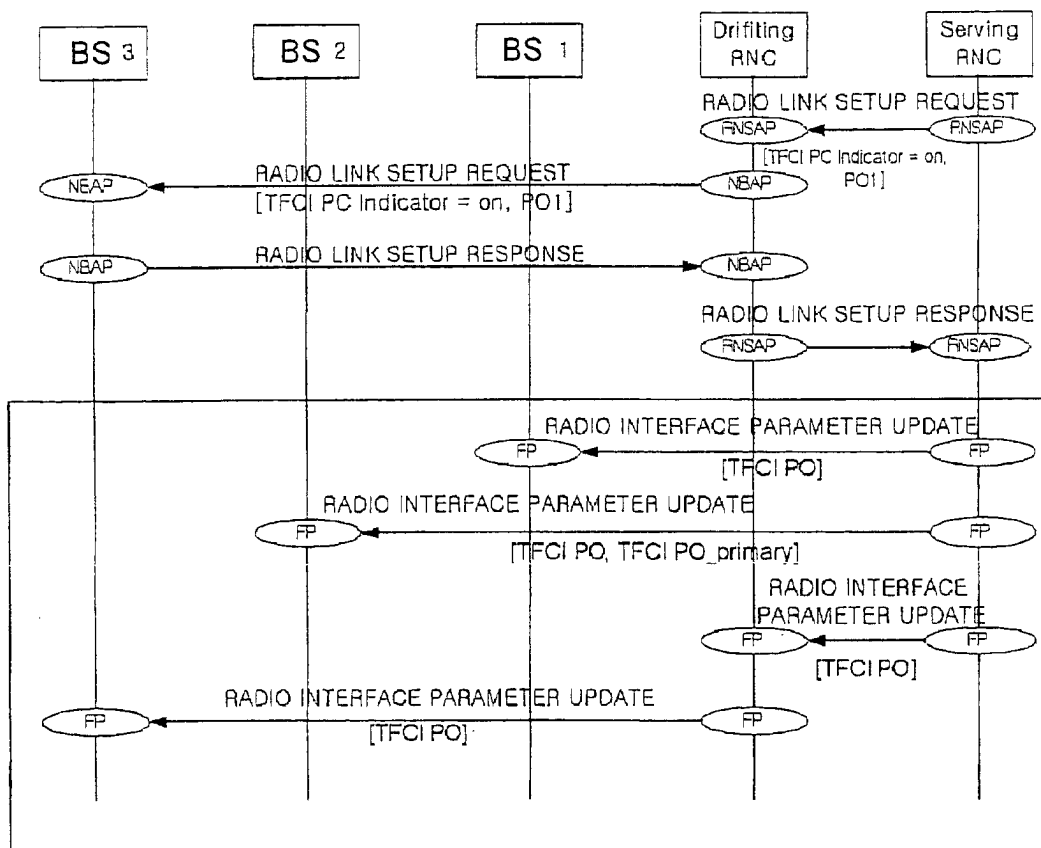 BS 3
BS 2
BS 1
Drifiting
RNC
Serving
RNC
RADIO LINK SETUP REQUEST
RNSAP
RNSAP
[TFCI PC Indicator = on,
PO1]
RADIO LINK SETUP REQUEST
NBAP
NBAP
[TFCI PC Indicator = on, PO1]
RADIO LINK SETUP RESPONSE
NBAP
NBAP
RADIO LINK SETUP RESPONSE
RNSAP
RNSAP
RADIO INTERFACE PARAMETER UPDATE
FP
FP
[TFCI PO]
RADIO INTERFACE PARAMETER UPDATE
FP
FP
[TFCI PO, TFCI PO_primary]
RADIO INTERFACE
PARAMETER UPDATE
FP
FP
[TFCI PO]
RADIO INTERFACE PARAMETER UPDATE
FP
FP
[TFCI PO]